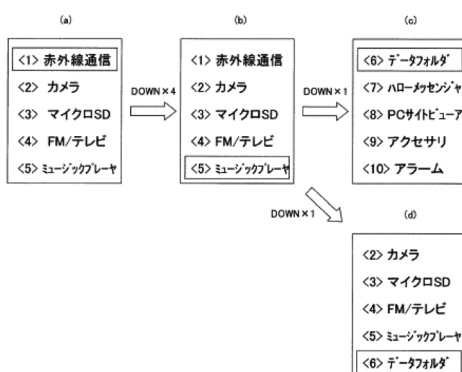 (a)
<1> 赤外線通信
<2> カメラ
<3> マイクロSD
<4> FM/テレビ
<5> ミュージックプレーヤ
DOWN×4
(b)
<1> 赤外線通信
<2> カメラ
<3> マイクロSD
<4> FM/テレビ
<5> ミュージックプレーヤ
DOWN×1
(c)
<6> データフォルダ
<7> ハローメッセンジャ
<8> PCサイトビューア
<9> アクセサリ
<10> アラーム
DOWN×1
(d)
<2> カメラ
<3> マイクロSD
<4> FM/テレビ
<5> ミュージックプレーヤ
<6> データフォルダ